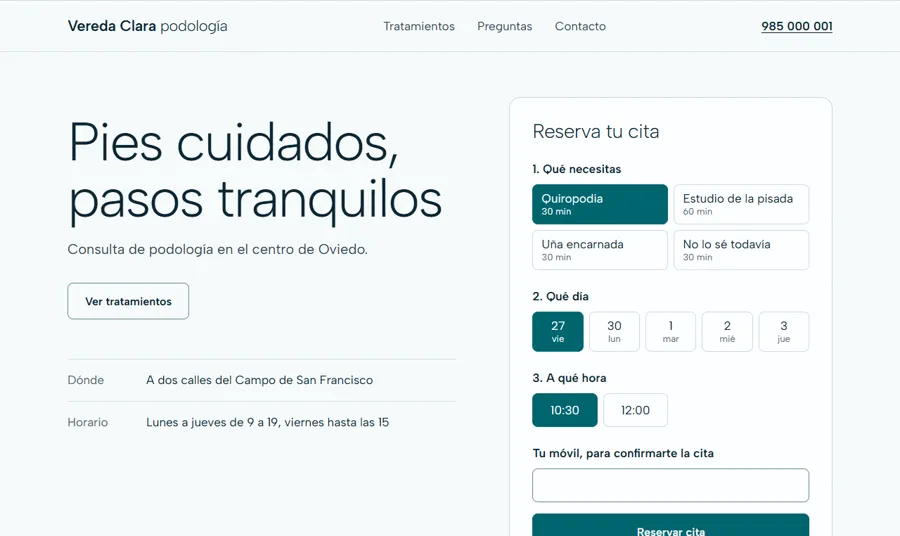 Vereda Clara podología
Tratamientos
Preguntas
Contacto
985 000 001
Pies cuidados,
pasos tranquilos
Consulta de podología en el centro de Oviedo.
Ver tratamientos
Dónde
A dos calles del Campo de San Francisco
Horario
Lunes a jueves de 9 a 19, viernes hasta las 15
Reserva tu cita
1. Qué necesitas
Quiropodia
30 min
Estudio de la pisada
60 min
Uña encarnada
30 min
No lo sé todavía
30 min
2. Qué día
27
vie
30
lun
1
mar
2
mié
3
jue
3. A qué hora
10:30
12:00
Tu móvil, para confirmarte la cita
Reservar cita